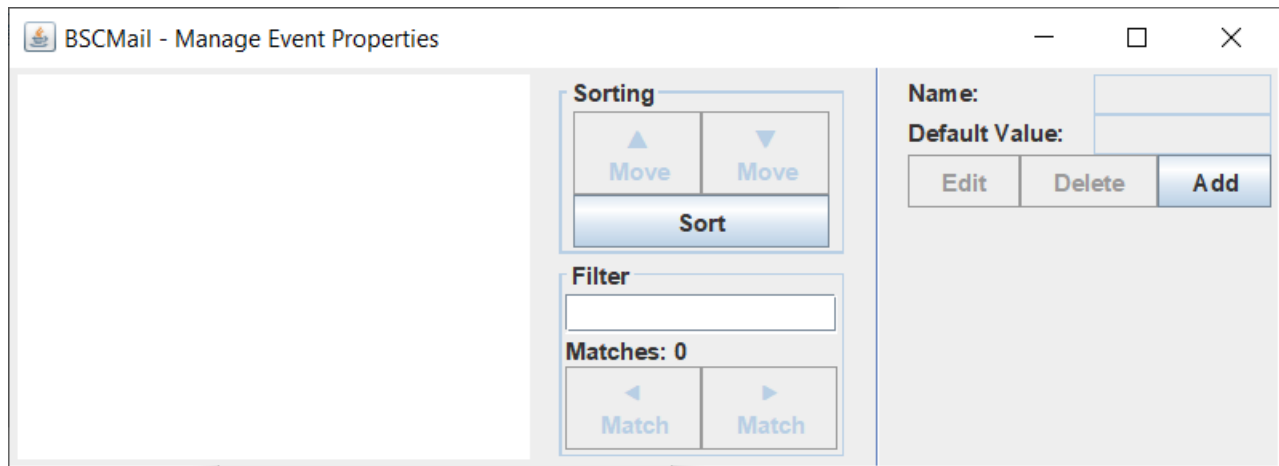 BSCMail - Manage Event Properties
Sorting
Move Move
Sort
Filter
Matches: 0
Match Match
Name:
Default Value:
Edit Delete Add